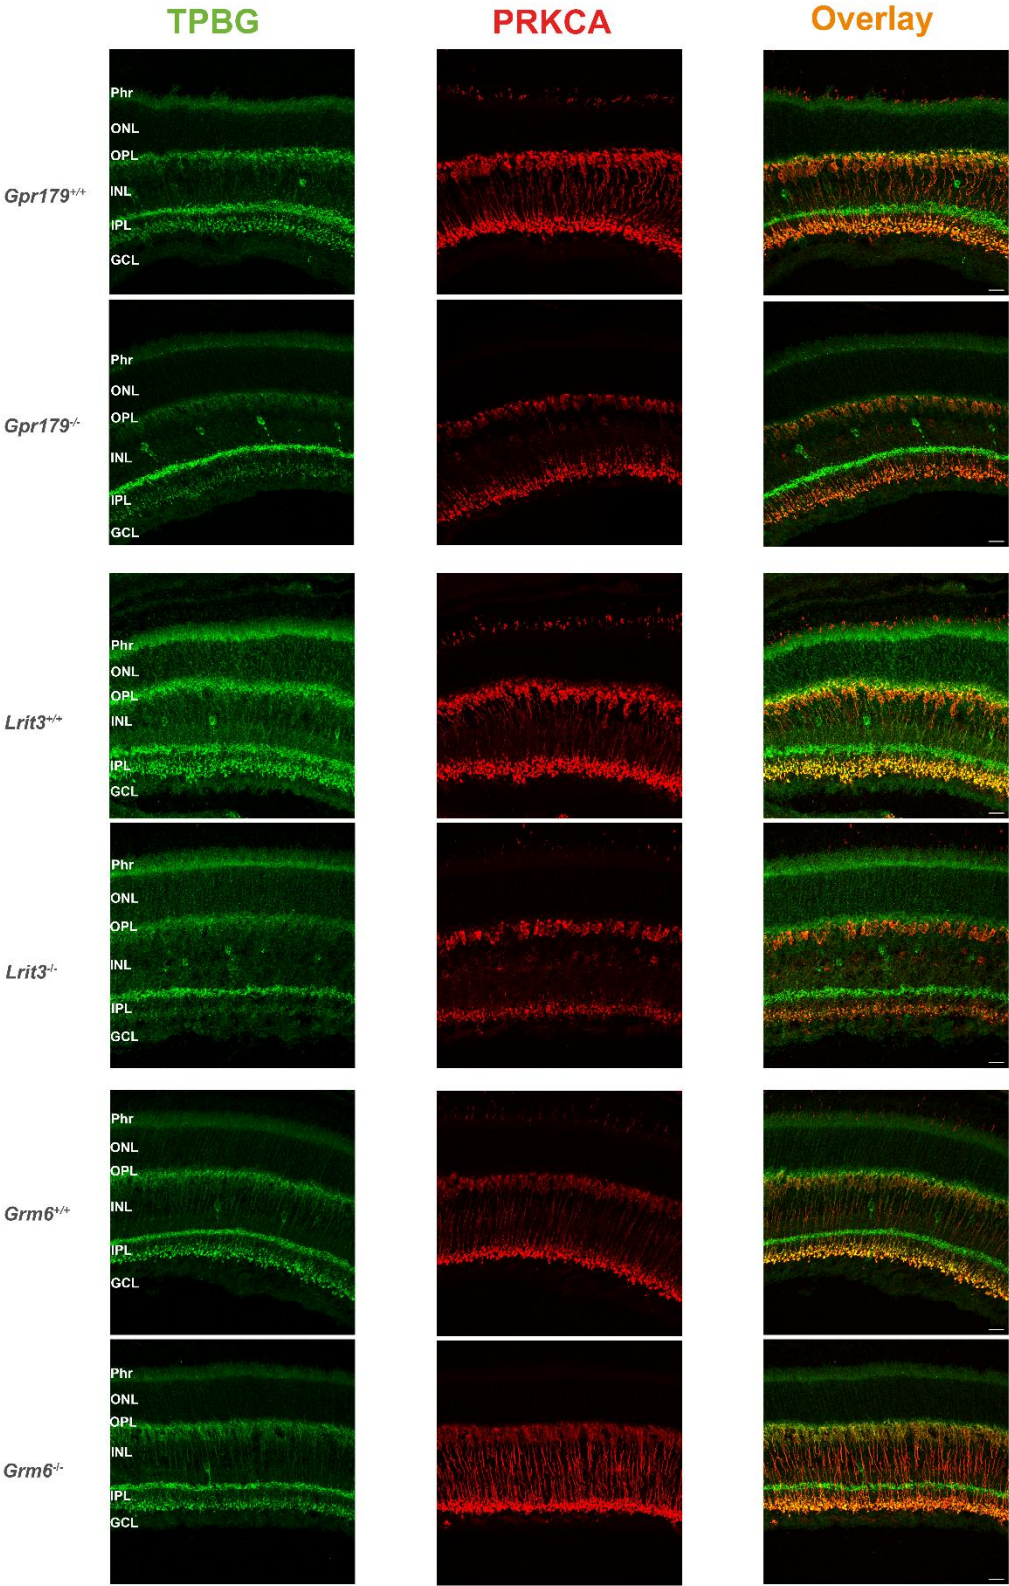 TPBG PRKCA Overlay
Gpr179+/+
Phr
ONL
OPL
INL
IPL
GCL
Gpr179-/-
Phr
ONL
OPL
INL
IPL
GCL
Lrit3+/+
Phr
ONL
OPL
INL
IPL
GCL
Lrit3-/-
Phr
ONL
OPL
INL
IPL
GCL
Grm6+/+
Phr
ONL
OPL
INL
IPL
GCL
Grm6-/-
Phr
ONL
OPL
INL
IPL
GCL